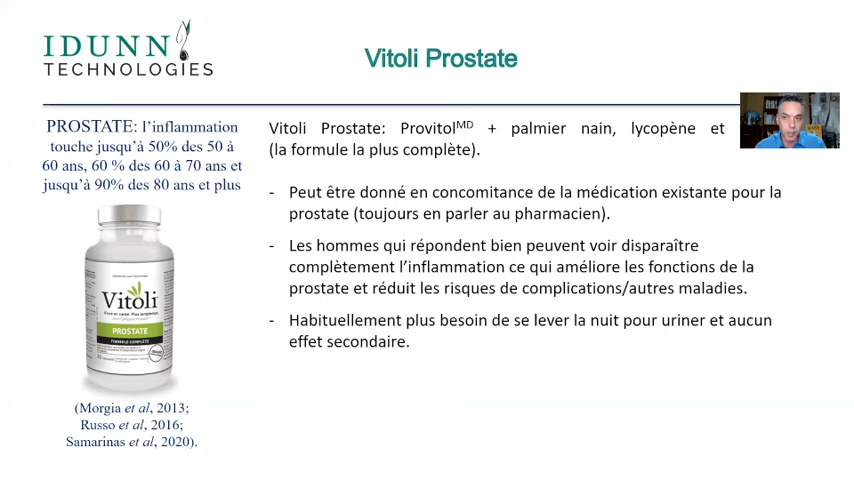 IDUNN
TECHNOLOGIES
Vitoli Prostate
PROSTATE: l'inflammation
touche jusqu'à 50% des 50 à
60 ans, 60 % des 60 à 70 ans et
jusqu'à 90% des 80 ans et plus
Vitoli
PROSTATE
FORMULE COMPLÈTE
(Morgia et al, 2013;
Russo et al, 2016;
Samarinas et al, 2020).
Vitoli Prostate: Provitolᴹᴰ + palmier nain, lycopène et
(la formule la plus complète).
- Peut être donné en concomitance de la médication existante pour la
prostate (toujours en parler au pharmacien).
- Les hommes qui répondent bien peuvent voir disparaître
complètement l'inflammation ce qui améliore les fonctions de la
prostate et réduit les risques de complications/autres maladies.
- Habituellement plus besoin de se lever la nuit pour uriner et aucun
effet secondaire.